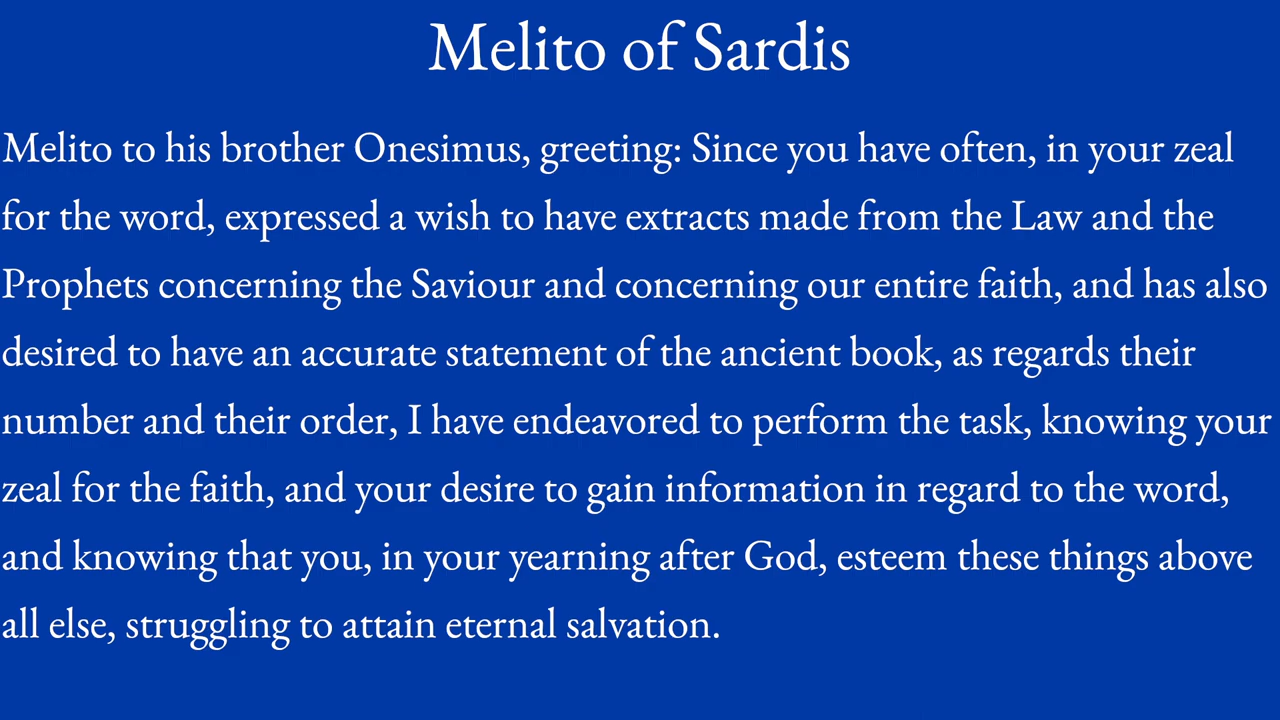 Melito of Sardis
Melito to his brother Onesimus, greeting: Since you have often, in your zeal
for the word, expressed a wish to have extracts made from the Law and the
Prophets concerning the Saviour and concerning our entire faith, and has also
desired to have an accurate statement of the ancient book, as regards their
number and their order, I have endeavored to perform the task, knowing your
zeal for the faith, and your desire to gain information in regard to the word,
and knowing that you, in your yearning after God, esteem these things above
all else, struggling to attain eternal salvation.